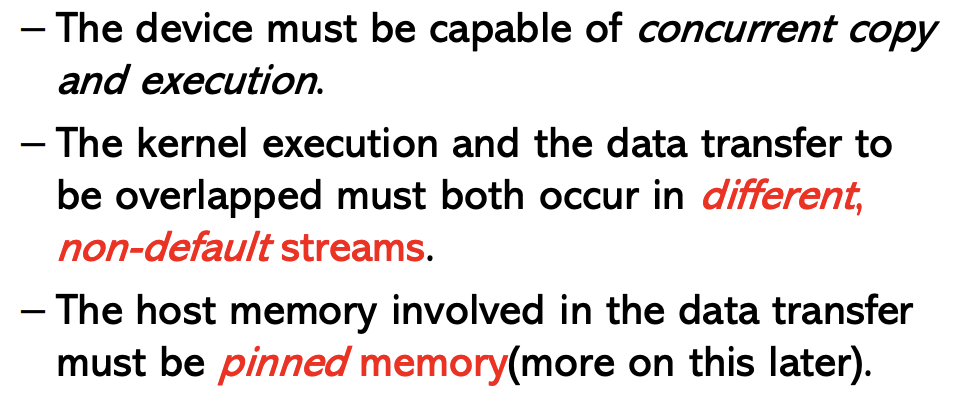 – The device must be capable of concurrent copy
and execution.
– The kernel execution and the data transfer to
be overlapped must both occur in different,
non-default streams.
– The host memory involved in the data transfer
must be pinned memory(more on this later).